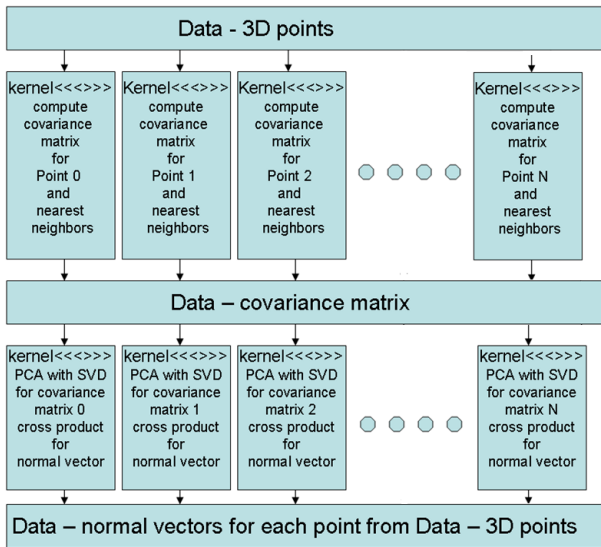 Data - 3D points
kernel<<<>>>
compute
covariance
matrix
for
Point 0
and
nearest
neighbors
Kernel<<<>>>
compute
covariance
matrix
for
Point 1
and
nearest
neighbors
Kernel<<<>>>
compute
covariance
matrix
for
Point 2
and
nearest
neighbors
Kernel<<<>>>
compute
covariance
matrix
for
Point N
and
nearest
neighbors
Data – covariance matrix
kernel<<<>>>
PCA with SVD
for covariance
matrix 0
cross product
for
normal vector
kernel<<<>>>
PCA with SVD
for covariance
matrix 1
cross product
for
normal vector
kernel<<<>>>
PCA with SVD
for covariance
matrix 2
cross product
for
normal vector
kernel<<<>>>
PCA with SVD
for covariance
matrix N
cross product
for
normal vector
Data – normal vectors for each point from Data – 3D points